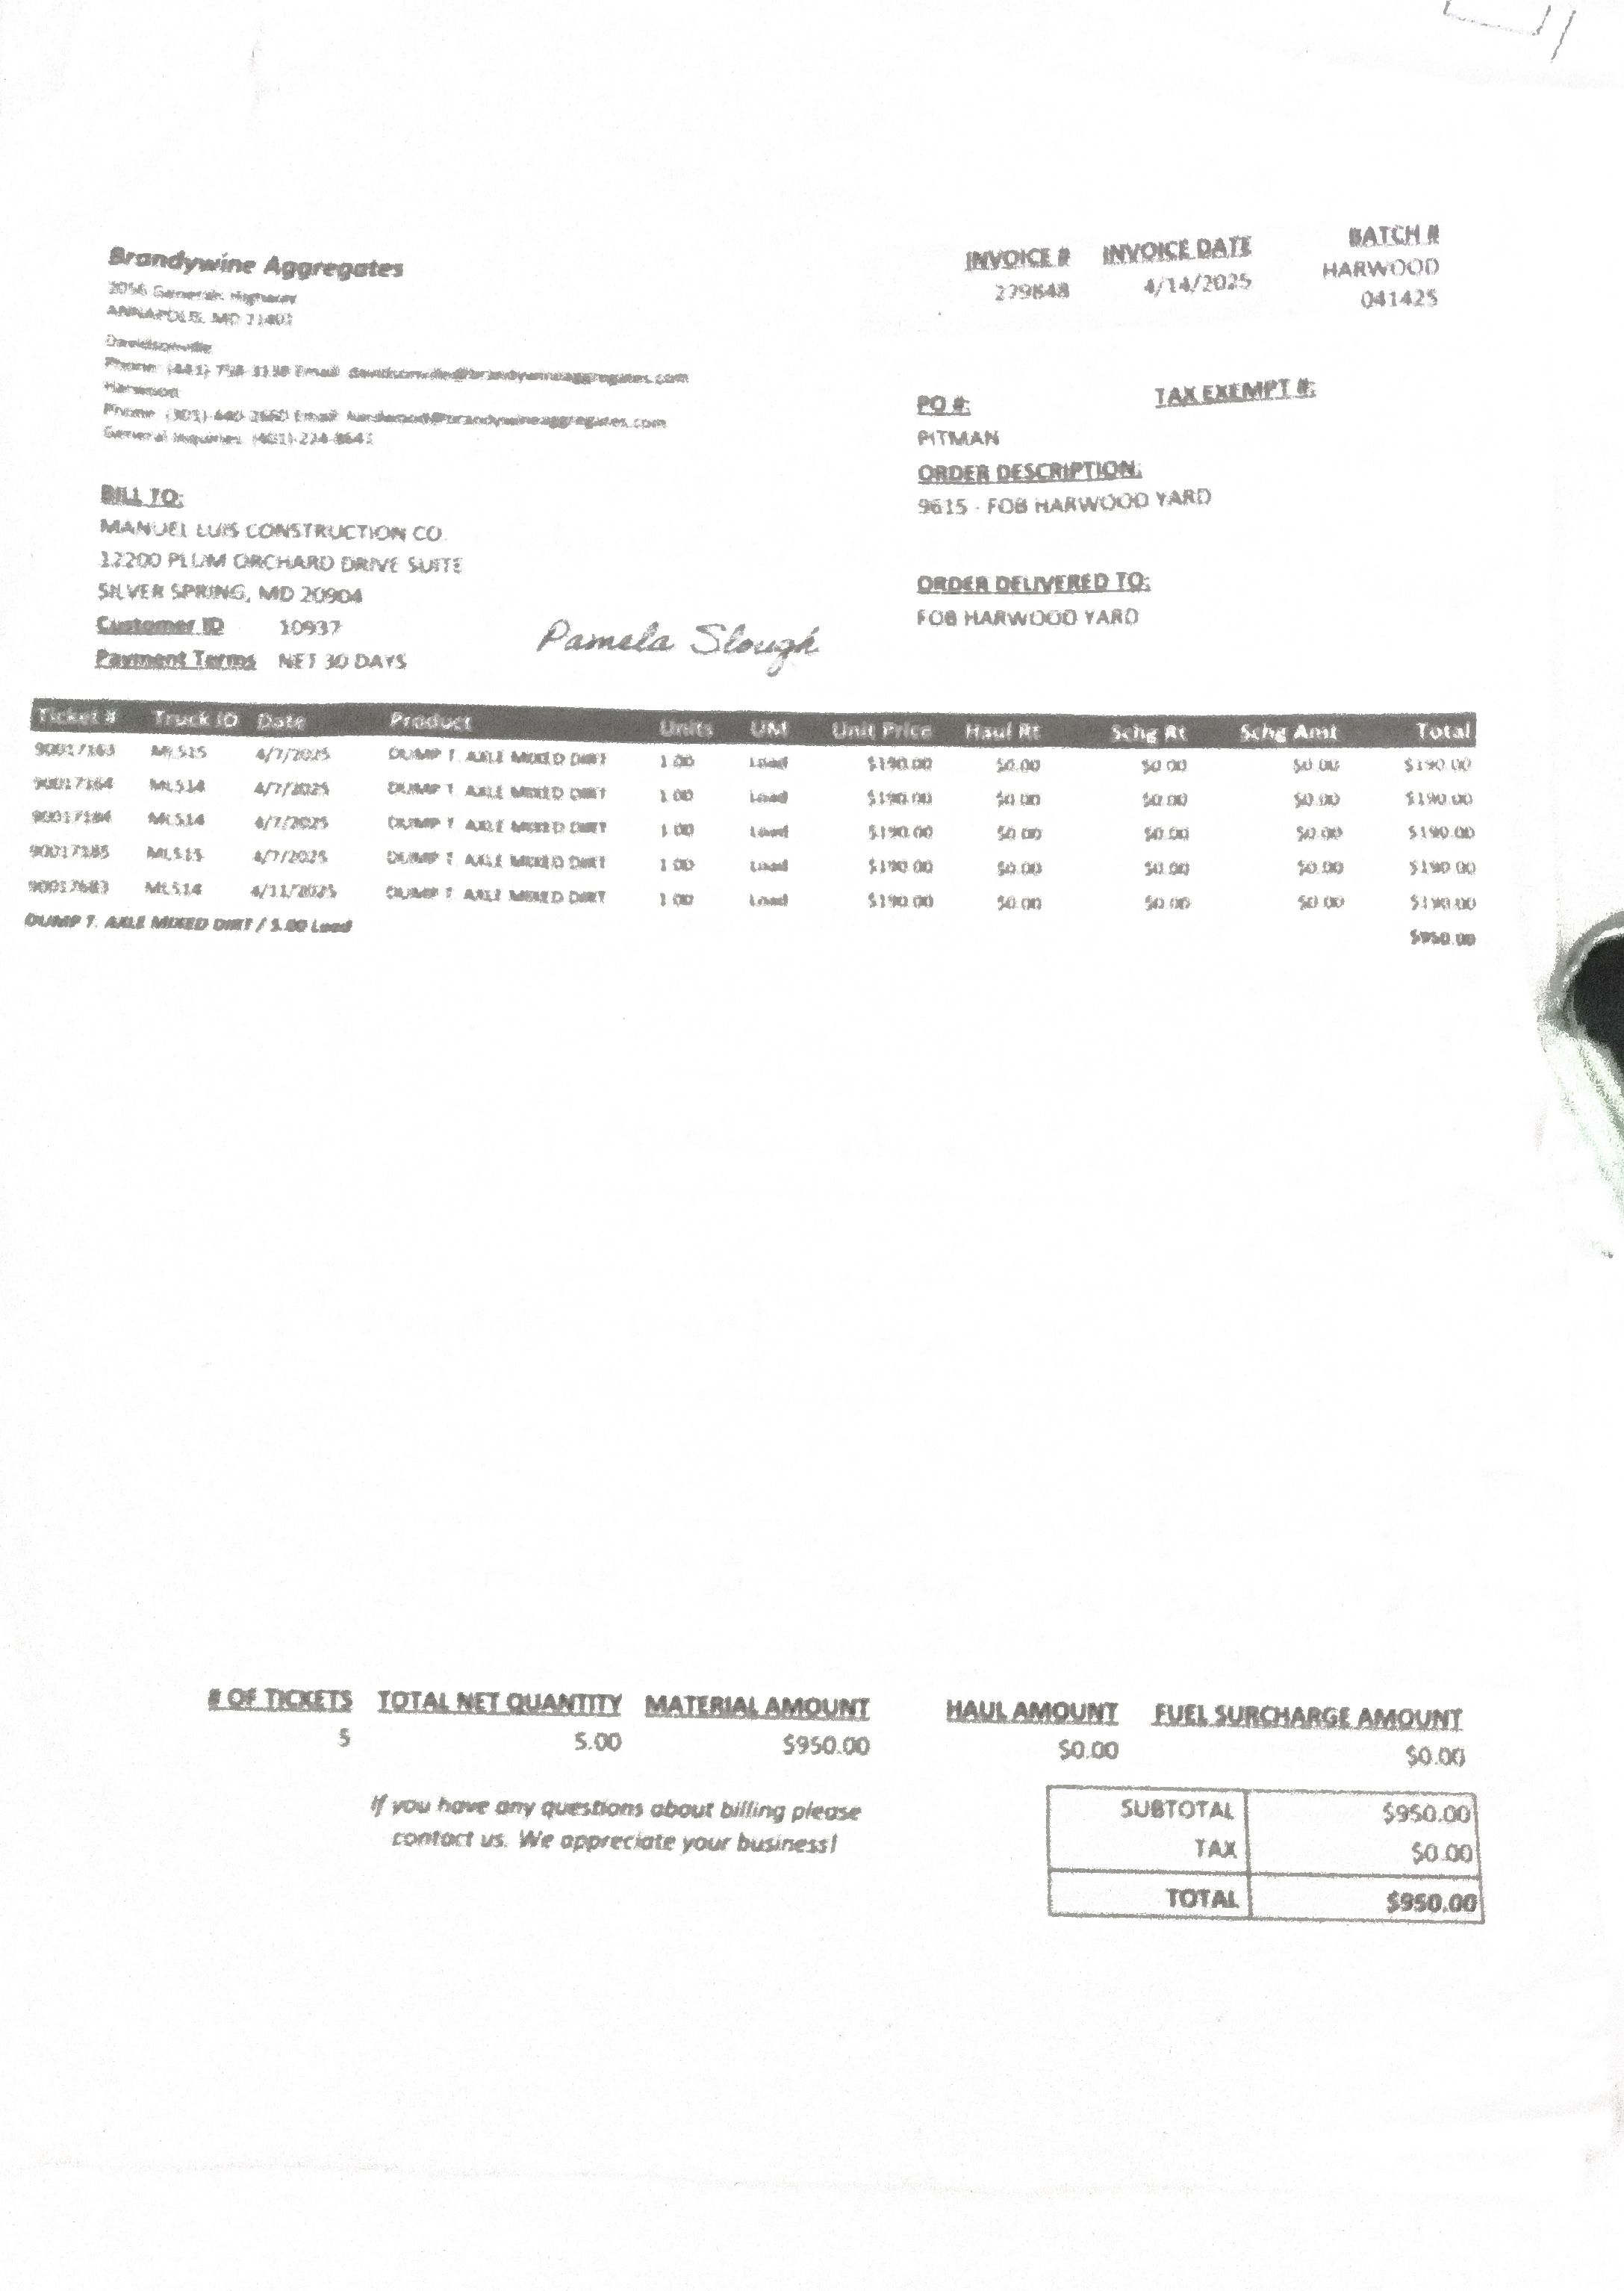 Brandywine Aggregates
2056 Generals Highway
ANNAPOLIS, MD 21401
Davidsonville
Phone: Email: davidsonville@brandywineaggregates.com
Harwood
Phone: (301) Email: harwood@brandywineaggregates.com
General Inquiries:
INVOICE # INVOICE DATE BATCH #
279848 4/14/2025 HARWOOD
041425
PO #: TAX EXEMPT #:
PITMAN
ORDER DESCRIPTION:
9615 - FOB HARWOOD YARD
ORDER DELIVERED TO:
FOB HARWOOD YARD
BILL TO:
MANUEL LUIS CONSTRUCTION CO.
12200 PLUM ORCHARD DRIVE SUITE
SILVER SPRING, MD 20904
Customer ID 10937
Payment Terms NET 30 DAYS
Pamela Slough
Ticket # Truck ID Date Product Units UM Unit Price Haul Rt Schg Rt Schg Amt Total
90017163 ML515 4/7/2025 DUMP T. AXLE MIXED DIRT 1.00 Load $190.00 $0.00 $0.00 $0.00 $190.00
90017164 ML514 4/7/2025 DUMP T. AXLE MIXED DIRT 1.00 Load $190.00 $0.00 $0.00 $0.00 $190.00
90017184 ML514 4/7/2025 DUMP T. AXLE MIXED DIRT 1.00 Load $190.00 $0.00 $0.00 $0.00 $190.00
90017185 ML515 4/7/2025 DUMP T. AXLE MIXED DIRT 1.00 Load $190.00 $0.00 $0.00 $0.00 $190.00
90017683 ML514 4/11/2025 DUMP T. AXLE MIXED DIRT 1.00 Load $190.00 $0.00 $0.00 $0.00 $190.00
DUMP T. AXLE MIXED DIRT / 5.00 Load $950.00
# OF TICKETS TOTAL NET QUANTITY MATERIAL AMOUNT HAUL AMOUNT FUEL SURCHARGE AMOUNT
5 5.00 $950.00 $0.00 $0.00
If you have any questions about billing please
contact us. We appreciate your business!
SUBTOTAL $950.00
TAX $0.00
TOTAL $950.00